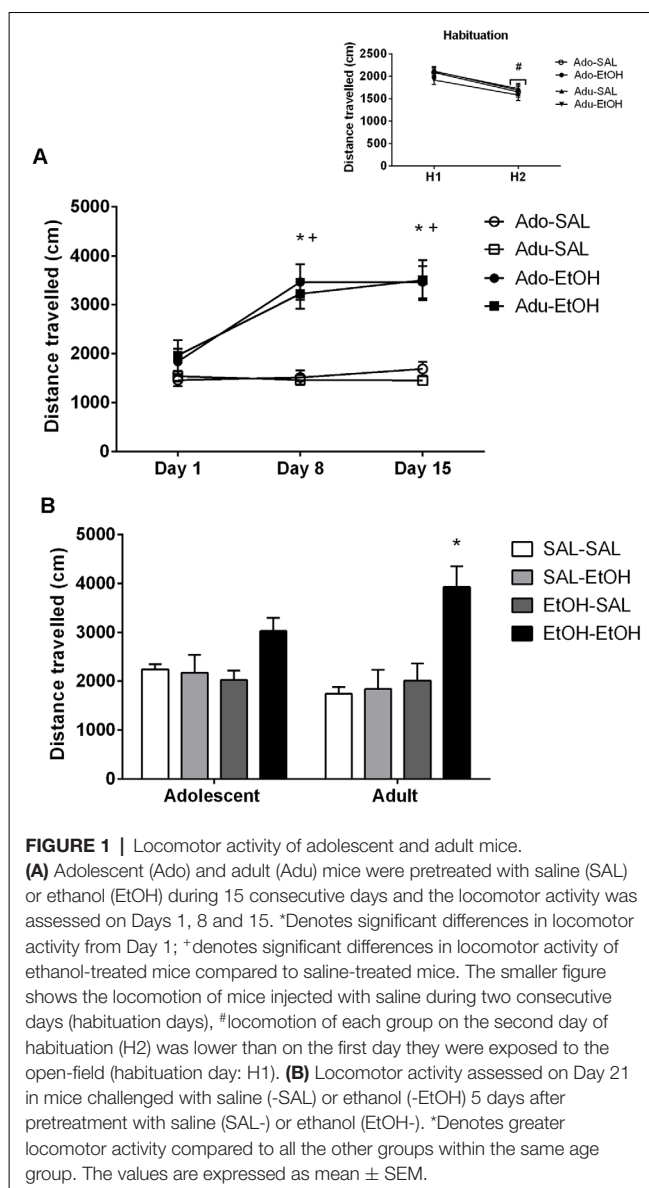 Habituation
Distance travelled (cm)
2500
2000
1500
1000
500
0
#
H1
H2
Ado-SAL
Ado-EtOH
Adu-SAL
Adu-EtOH
A
Distance travelled (cm)
5000
4000
3000
2000
1000
0
* +
* +
Day 1
Day 8
Day 15
Ado-SAL
Adu-SAL
Ado-EtOH
Adu-EtOH
B
Distance travelled (cm)
5000
4000
3000
2000
1000
0
*
Adolescent
Adult
SAL-SAL
SAL-EtOH
EtOH-SAL
EtOH-EtOH
FIGURE 1 | Locomotor activity of adolescent and adult mice.
(A) Adolescent (Ado) and adult (Adu) mice were pretreated with saline (SAL)
or ethanol (EtOH) during 15 consecutive days and the locomotor activity was
assessed on Days 1, 8 and 15. *Denotes significant differences in locomotor
activity from Day 1; +denotes significant differences in locomotor activity of
ethanol-treated mice compared to saline-treated mice. The smaller figure
shows the locomotion of mice injected with saline during two consecutive
days (habituation days), #locomotion of each group on the second day of
habituation (H2) was lower than on the first day they were exposed to the
open-field (habituation day: H1). (B) Locomotor activity assessed on Day 21
in mice challenged with saline (-SAL) or ethanol (-EtOH) 5 days after
pretreatment with saline (SAL-) or ethanol (EtOH-). *Denotes greater
locomotor activity compared to all the other groups within the same age
group. The values are expressed as mean ± SEM.